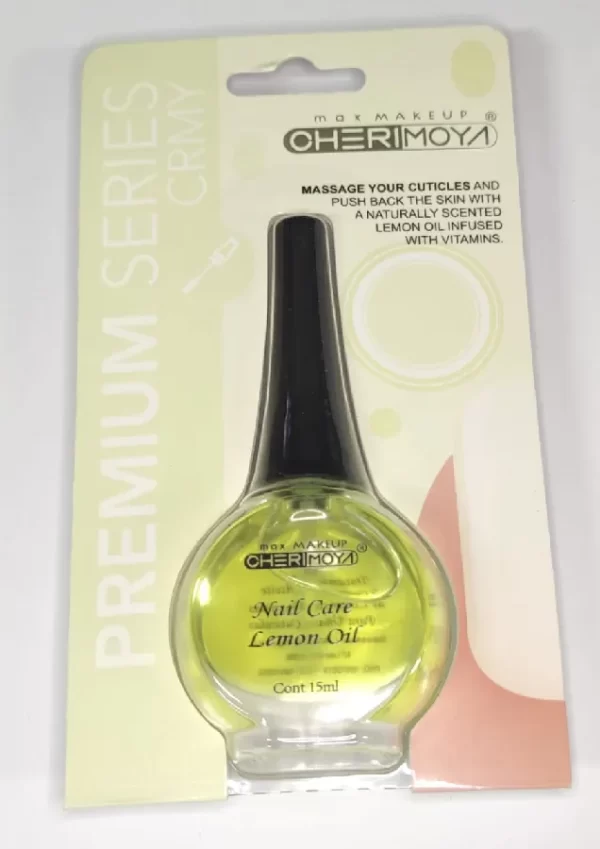 PREMIUM SERIES
CRMY
max MAKEUP ®
CHERIMOYA
MASSAGE YOUR CUTICLES AND
PUSH BACK THE SKIN WITH
A NATURALLY SCENTED
LEMON OIL INFUSED
WITH VITAMINS.
max MAKEUP
CHERIMOYA ®
Nail Care
Lemon Oil
Cont 15ml